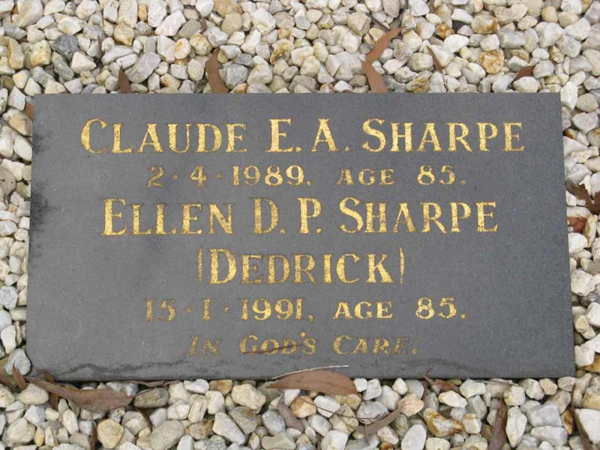 CLAUDE E. A. SHARPE
2·4·1989. AGE 85.
ELLEN D. P. SHARPE
(DEDRICK)
15·1·1991. AGE 85.
IN GOD'S CARE.